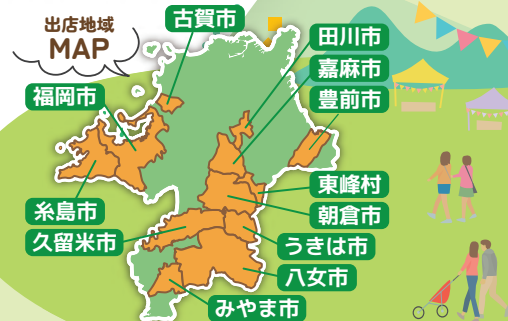 出店地域
MAP
古賀市
田川市
嘉麻市
豊前市
福岡市
東峰村
朝倉市
糸島市
久留米市
うきは市
八女市
みやま市